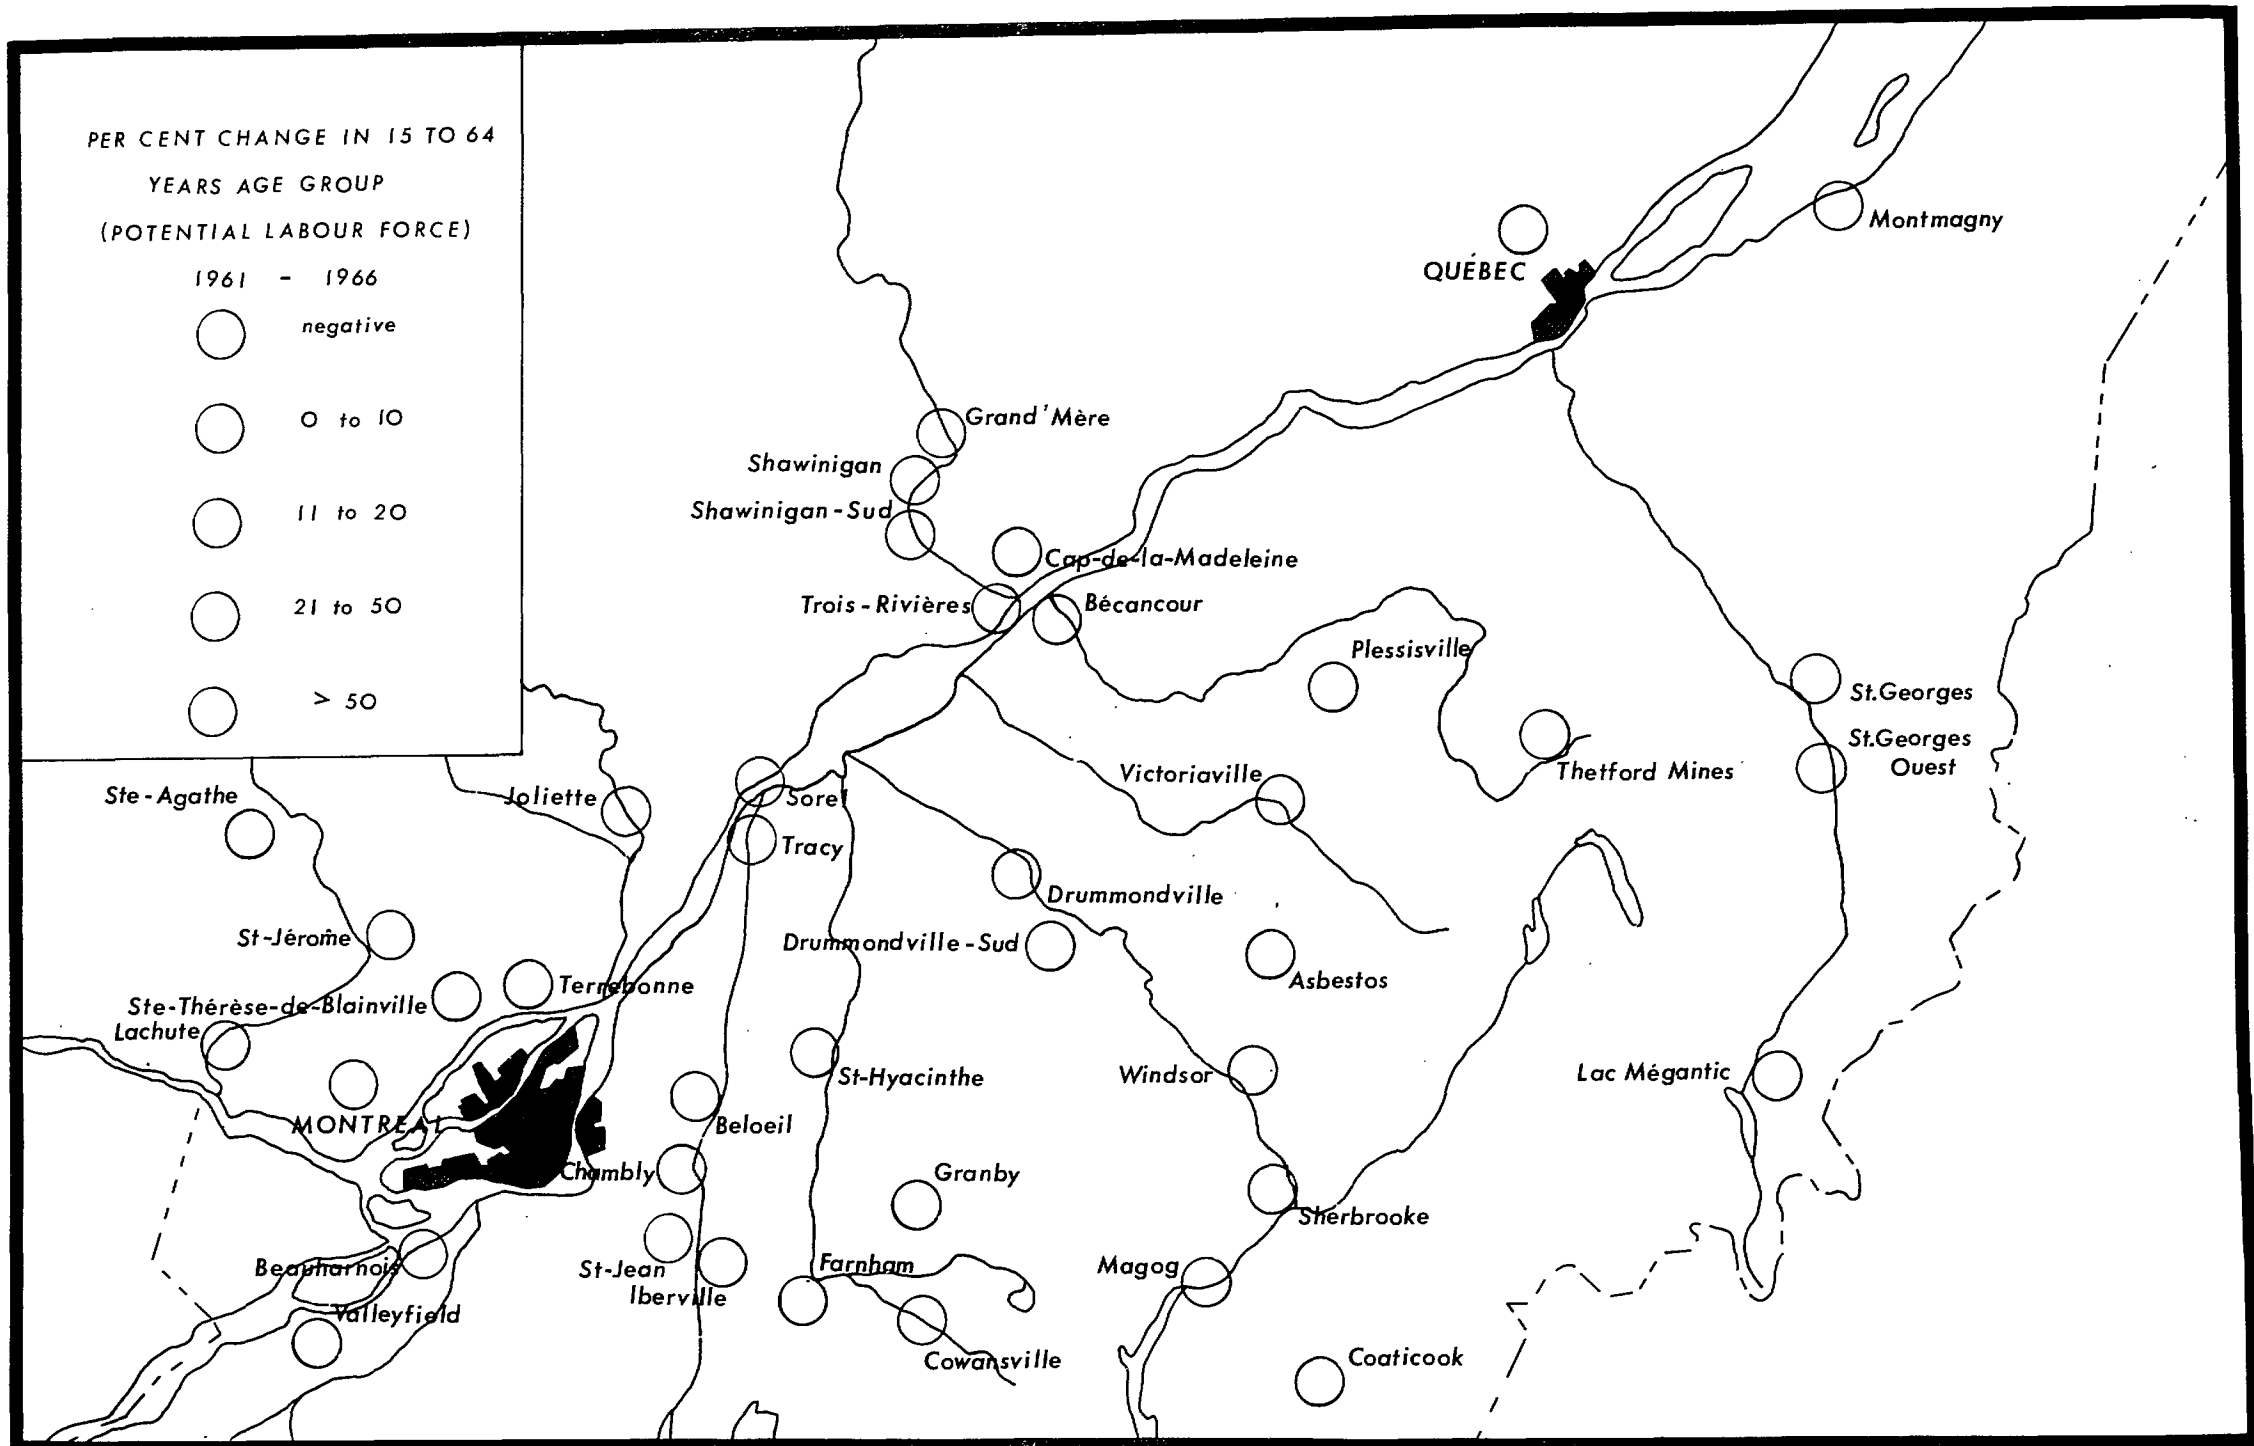 PER CENT CHANGE IN 15 TO 64
YEARS AGE GROUP
(POTENTIAL LABOUR FORCE)
1961 - 1966
negative
0 to 10
11 to 20
21 to 50
> 50
Montmagny
QUÉBEC
Grand'Mère
Shawinigan
Shawinigan-Sud
Cap-de-la-Madeleine
Trois-Rivières
Bécancour
Plessisville
St.Georges
St.Georges
Ouest
Thetford Mines
Victoriaville
Ste-Agathe
Joliette
Sorel
Tracy
Drummondville
Drummondville-Sud
St-Jérome
Asbestos
Terrebonne
Ste-Thérèse-de-Blainville
Lachute
St-Hyacinthe
Windsor
Lac Mégantic
MONTREAL
Beloeil
Chambly
Granby
Sherbrooke
Beauharnois
St-Jean
Iberville
Farnham
Magog
Valleyfield
Cowansville
Coaticook